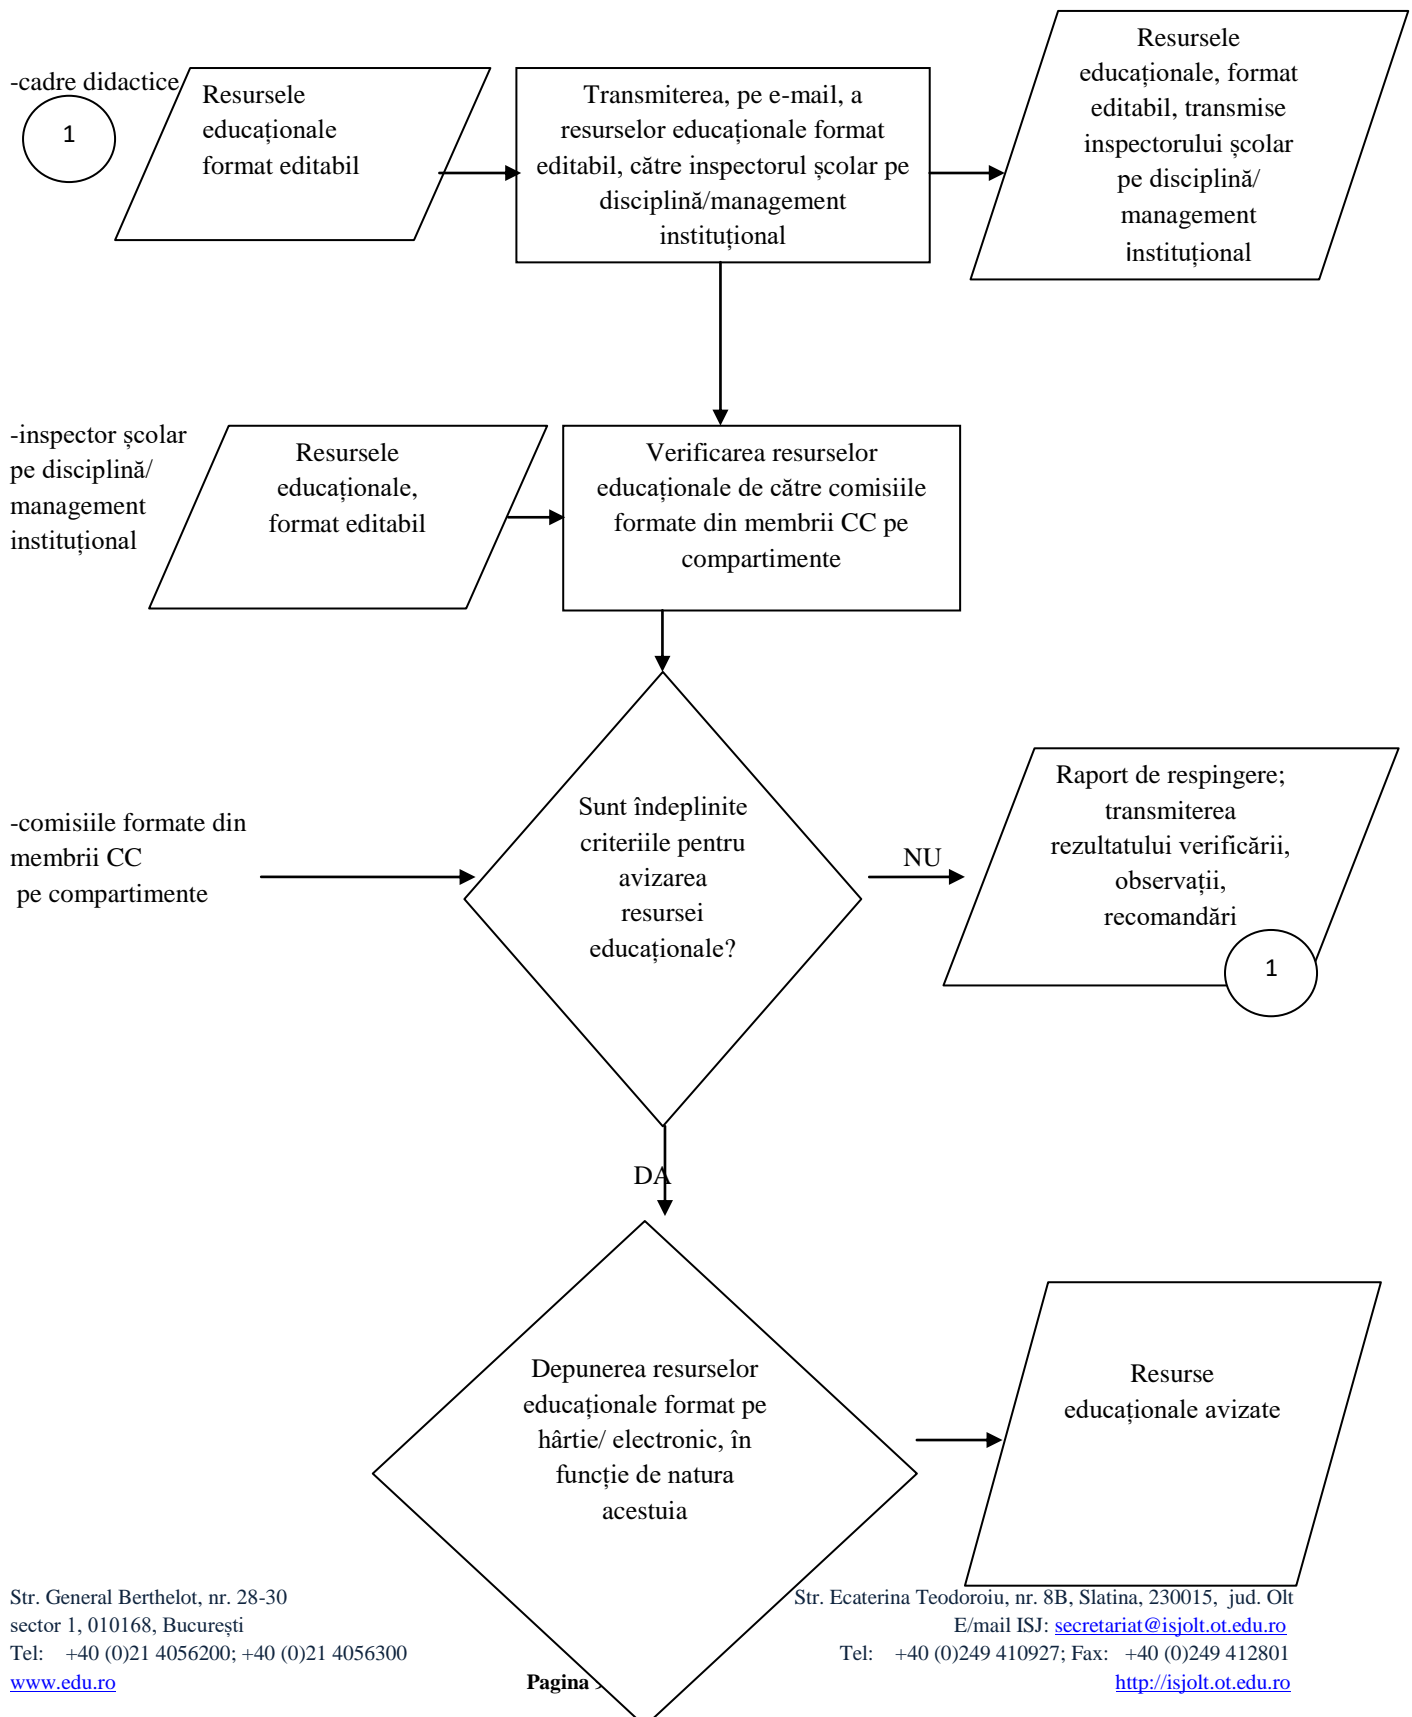 -cadre didactice
1
Resursele
educaționale
format editabil
Transmiterea, pe e-mail, a
resurselor educaționale format
editabil, către inspectorul școlar pe
disciplină/management
instituțional
Resursele
educaționale, format
editabil, transmise
inspectorului școlar
pe disciplină/
management
instituțional
-inspector școlar
pe disciplină/
management
instituțional
Resursele
educaționale,
format editabil
Verificarea resurselor
educaționale de către comisiile
formate din membrii CC pe
compartimente
-comisiile formate din
membrii CC
pe compartimente
Sunt îndeplinite
criteriile pentru
avizarea
resursei
educaționale?
NU
Raport de respingere;
transmiterea
rezultatului verificării,
observații,
recomandări
1
DA
Depunerea resurselor
educaționale format pe
hârtie/ electronic, în
funcție de natura
acestuia
Resurse
educaționale avizate
Str. General Berthelot, nr. 28-30
sector 1, 010168, București
Tel: +40 (0)21 4056200; +40 (0)21 4056300
www.edu.ro
Pagina
Str. Ecaterina Teodoroiu, nr. 8B, Slatina, 230015, jud. Olt
E/mail ISJ: secretariat@isjolt.ot.edu.ro
Tel: +40 (0)249 410927; Fax: +40 (0)249 412801
http://isjolt.ot.edu.ro